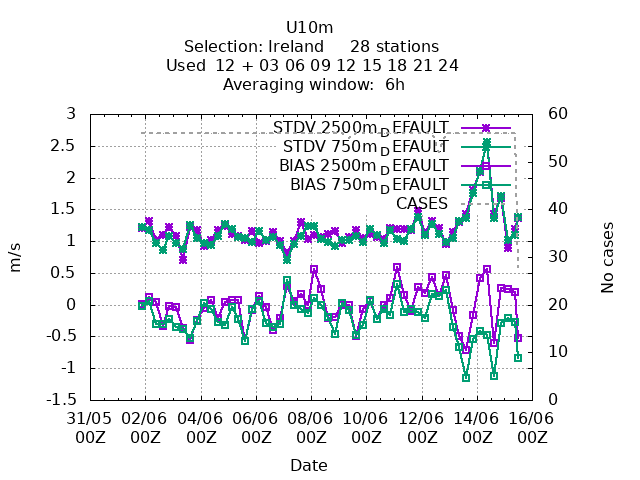 U10m
Selection: Ireland     28 stations
Used  12 + 03 06 09 12 15 18 21 24
Averaging window:  6h
3
2.5
2
1.5
1
0.5
0
-0.5
-1
-1.5
m/s
60
50
40
30
20
10
0
No cases
STDV 2500m_DEFAULT
STDV 750m_DEFAULT
BIAS 2500m_DEFAULT
BIAS 750m_DEFAULT
CASES
31/05 02/06 04/06 06/06 08/06 10/06 12/06 14/06 16/06
00Z 00Z 00Z 00Z 00Z 00Z 00Z 00Z 00Z
Date